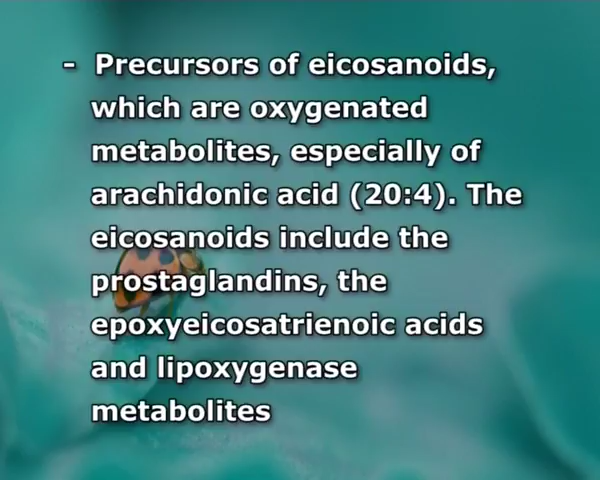 - Precursors of eicosanoids,
which are oxygenated
metabolites, especially of
arachidonic acid (20:4). The
eicosanoids include the
prostaglandins, the
epoxyeicosatrienoic acids
and lipoxygenase
metabolites